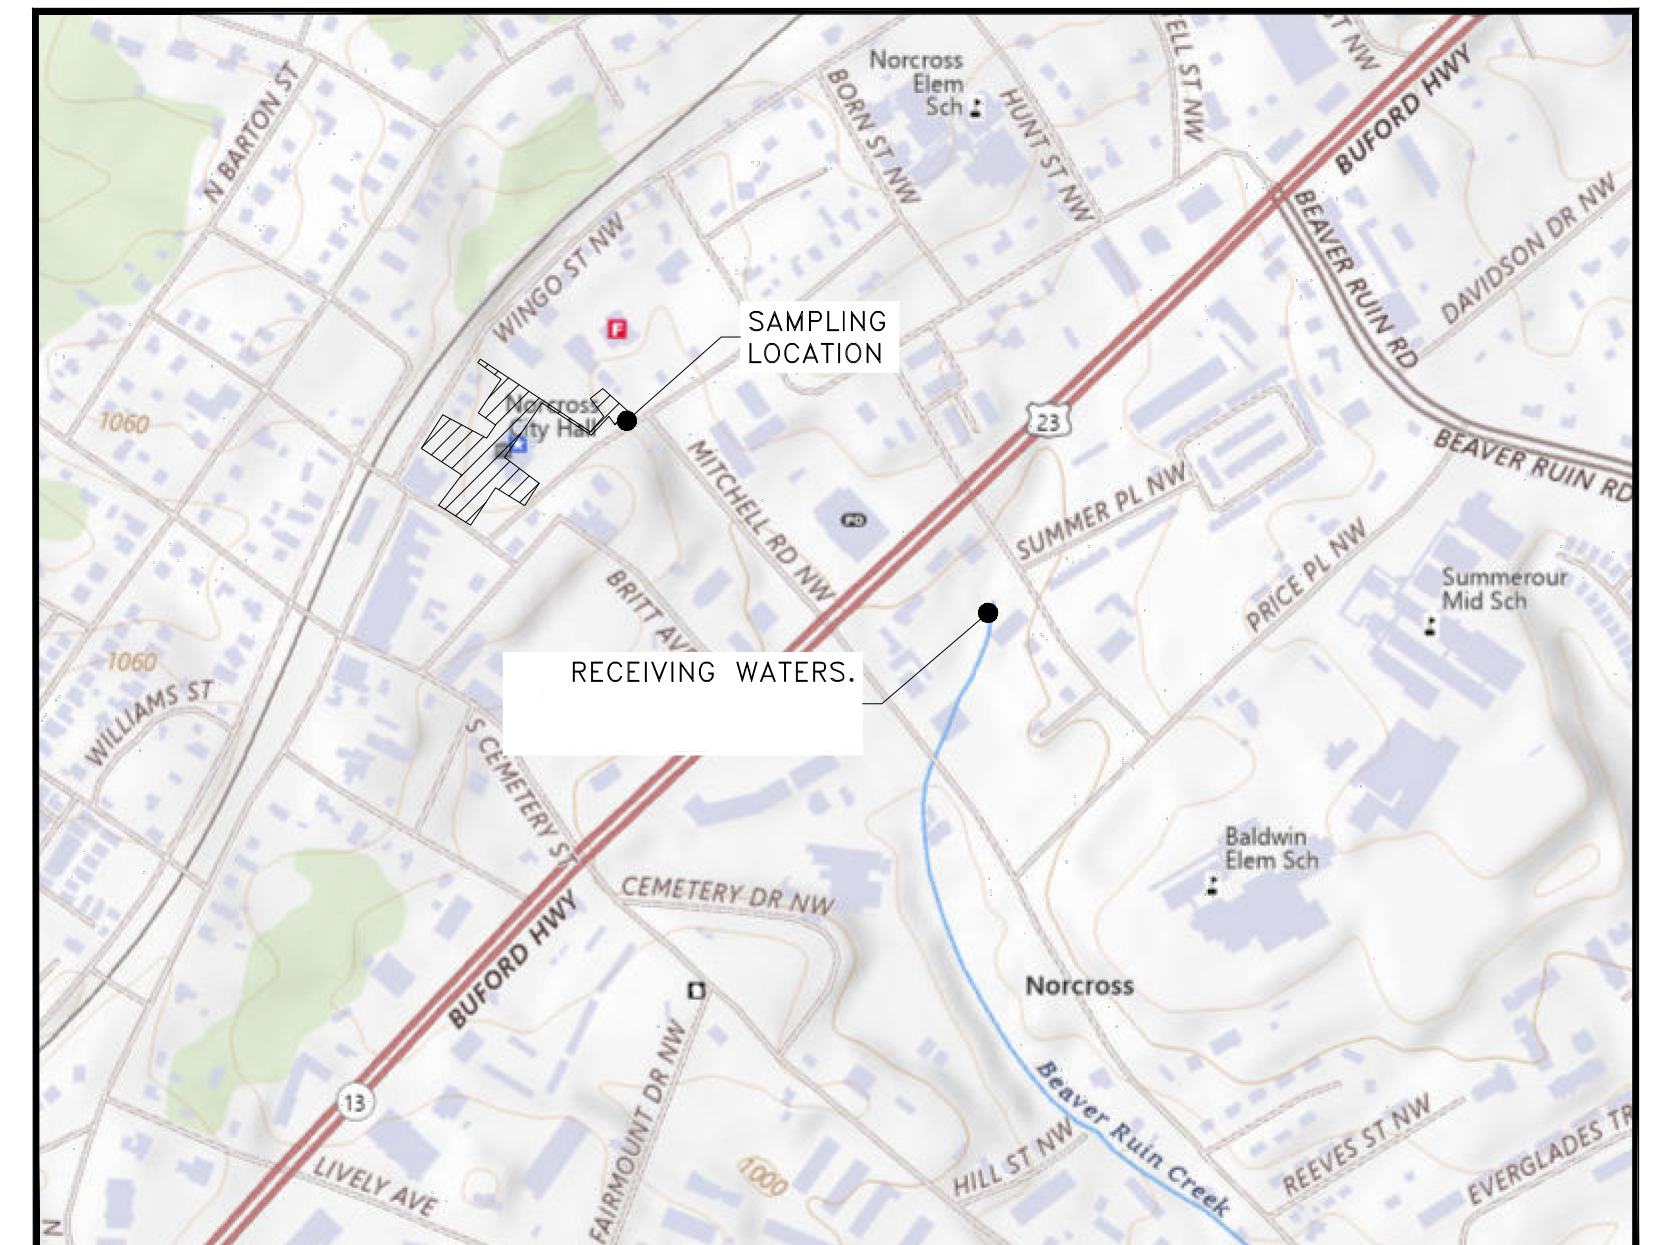 N BARTON ST
Norcross
Elem
Sch
BORN ST NW
HUNT ST NW
ELL ST NW
ST NW
BUFORD HWY
BEAVER RUIN RD
DAVIDSON DR NW
WINGO ST NW
F
SAMPLING
LOCATION
1060
Norcross
City Hall
23
MITCHELL RD NW
PO
SUMMER PL NW
BEAVER RUIN RD
PRICE PL NW
Summerour
Mid Sch
BRITT AVE
1060
WILLIAMS ST
RECEIVING WATERS.
S CEMETERY ST
Baldwin
Elem Sch
CEMETERY DR NW
BUFORD HWY
Norcross
13
FAIRMOUNT DR NW
Beaver Ruin Creek
LIVELY AVE
1000
HILL ST NW
REEVES ST NW
EVERGLADES TR
N